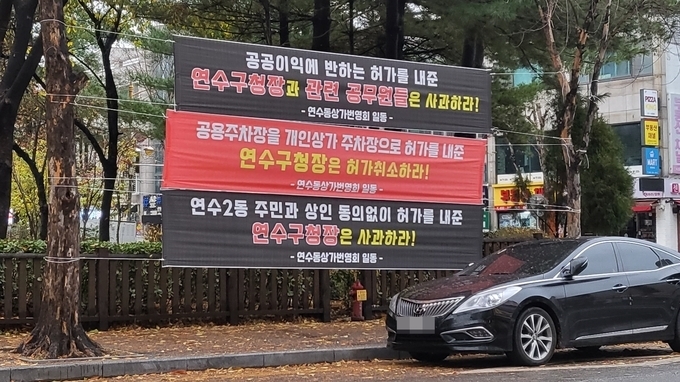 공공이익에 반하는 허가를 내준
연수구청장과 관련 공무원들은 사과하라!
- 연수동상가번영회 일동 -
공용주차장을 개인상가 주차장으로 허가를 내준
연수구청장은 허가취소하라!
- 연수동상가번영회 일동 -
연수2동 주민과 상인 동의없이 허가를 내준
연수구청장은 사과하라!
- 연수동상가번영회 일동 -
PIZZA
부동산
MART